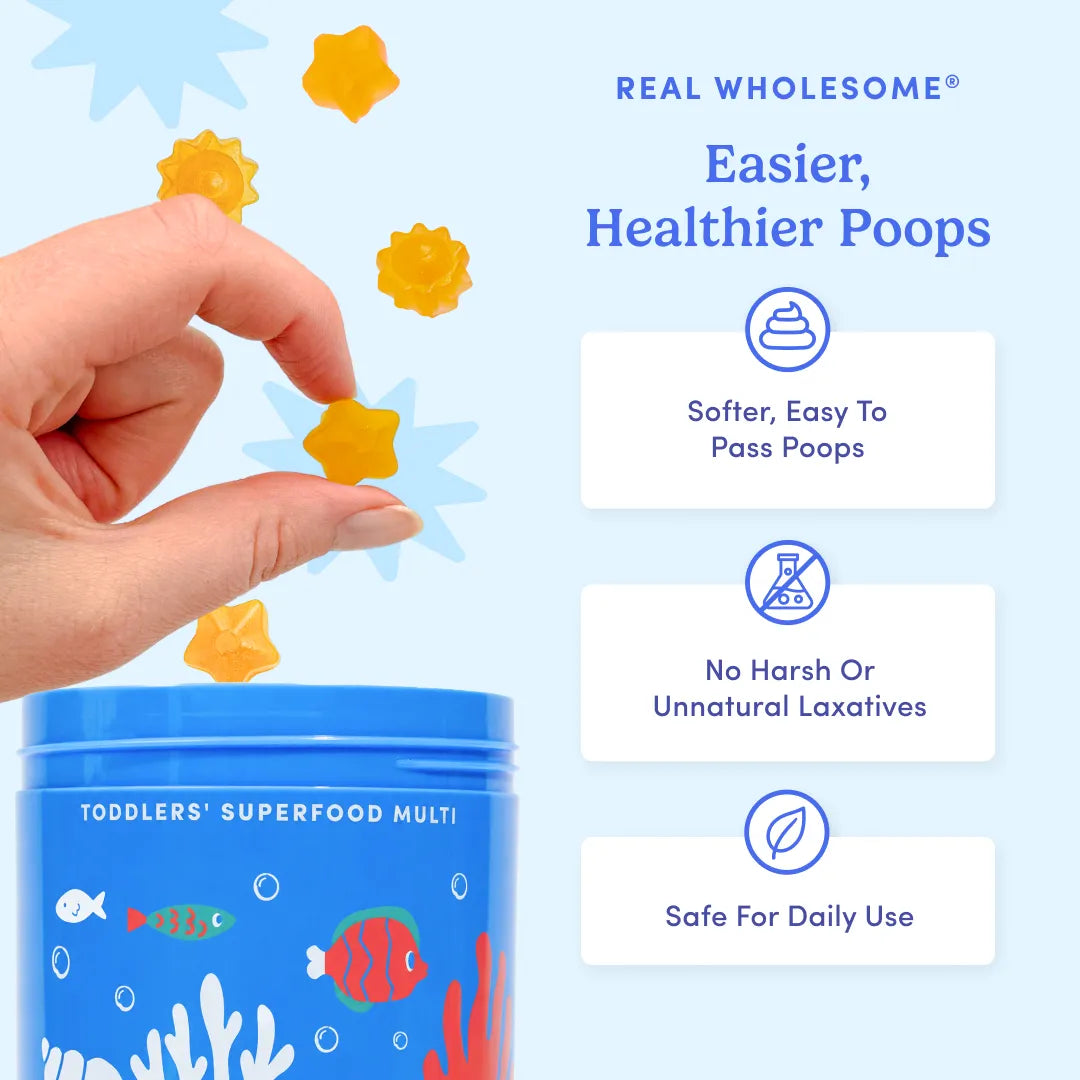 REAL WHOLESOME®
Easier,
Healthier Poops
Softer, Easy To
Pass Poops
No Harsh Or
Unnatural Laxatives
Safe For Daily Use
TODDLERS' SUPERFOOD MULTI